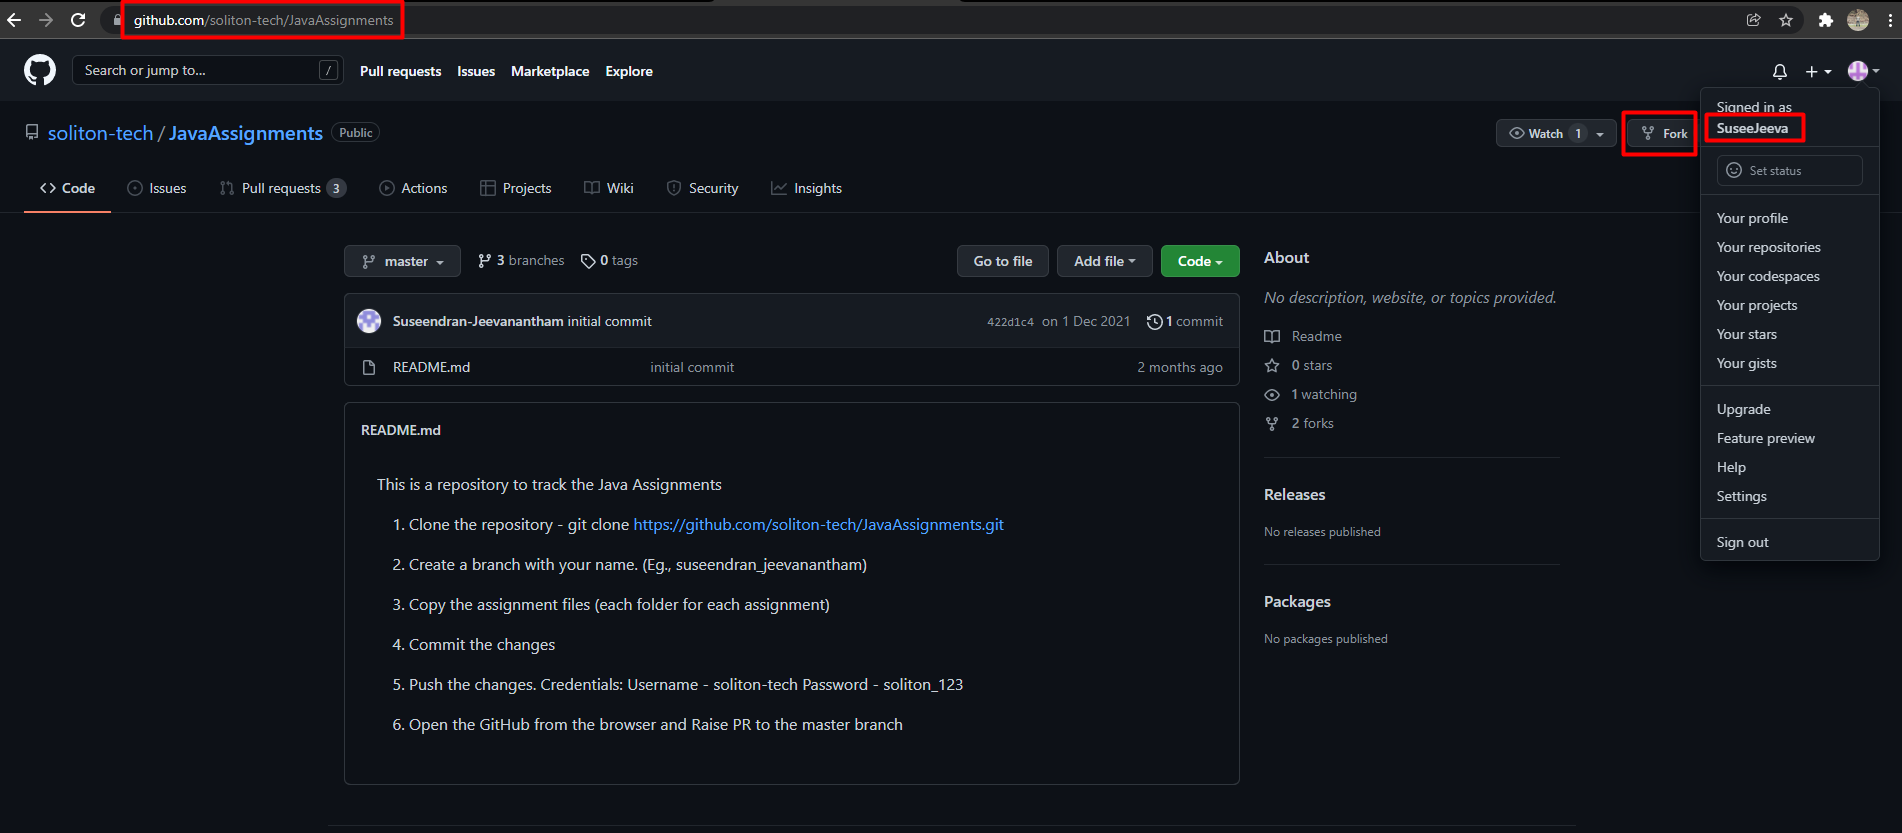 github.com/soliton-tech/JavaAssignments
Search or jump to... /
Pull requests Issues Marketplace Explore
Signed in as
SuseeJeeva
soliton-tech / JavaAssignments Public
Watch 1
Fork
Set status
Code Issues Pull requests 3 Actions Projects Wiki Security Insights
Your profile
Your repositories
Your codespaces
Your projects
Your stars
Your gists
Upgrade
Feature preview
Help
Settings
Sign out
master 3 branches 0 tags Go to file Add file Code
Suseendran-Jeevanantham initial commit 422d1c4 on 1 Dec 2021 1 commit
README.md initial commit 2 months ago
README.md
This is a repository to track the Java Assignments
1. Clone the repository - git clone https://github.com/soliton-tech/JavaAssignments.git
2. Create a branch with your name. (Eg., suseendran_jeevanantham)
3. Copy the assignment files (each folder for each assignment)
4. Commit the changes
5. Push the changes. Credentials: Username - soliton-tech Password - soliton_123
6. Open the GitHub from the browser and Raise PR to the master branch
About
No description, website, or topics provided.
Readme
0 stars
1 watching
2 forks
Releases
No releases published
Packages
No packages published